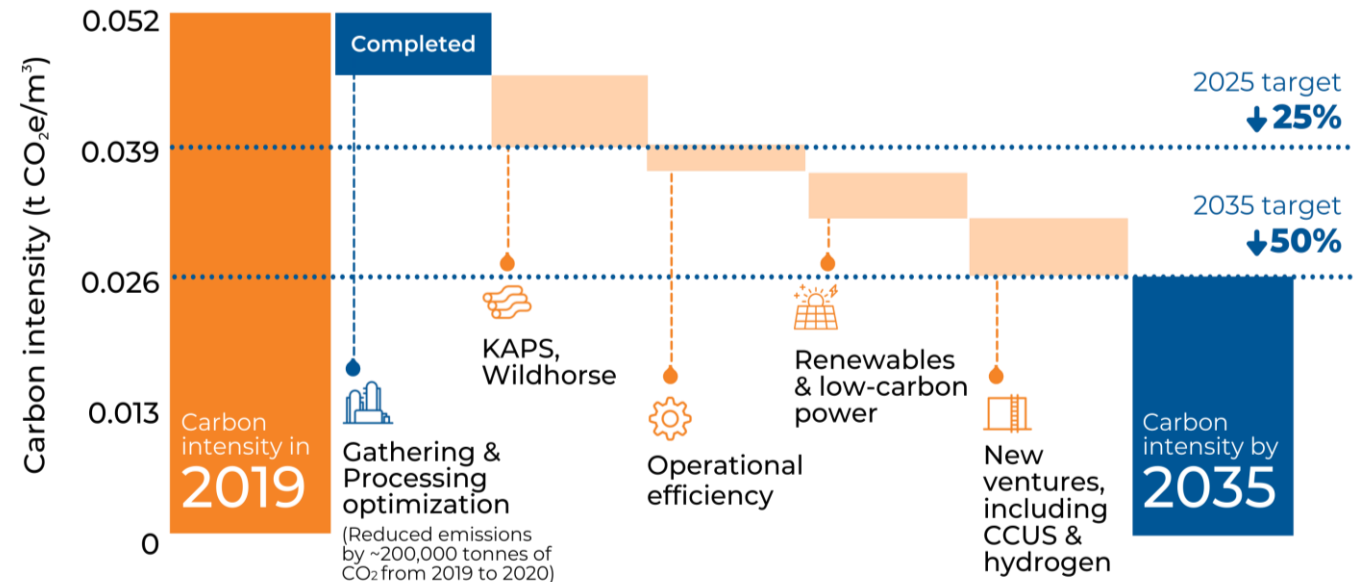 Carbon intensity (t CO₂e/m³)
0.052
0.039
0.026
0.013
0
Carbon
intensity in
2019
Completed
Gathering &
Processing
optimization
(Reduced emissions
by ~200,000 tonnes of
CO₂ from 2019 to 2020)
KAPS,
Wildhorse
Operational
efficiency
Renewables
& low-carbon
power
New
ventures,
including
CCUS &
hydrogen
2025 target
↓25%
2035 target
↓50%
Carbon
intensity by
2035